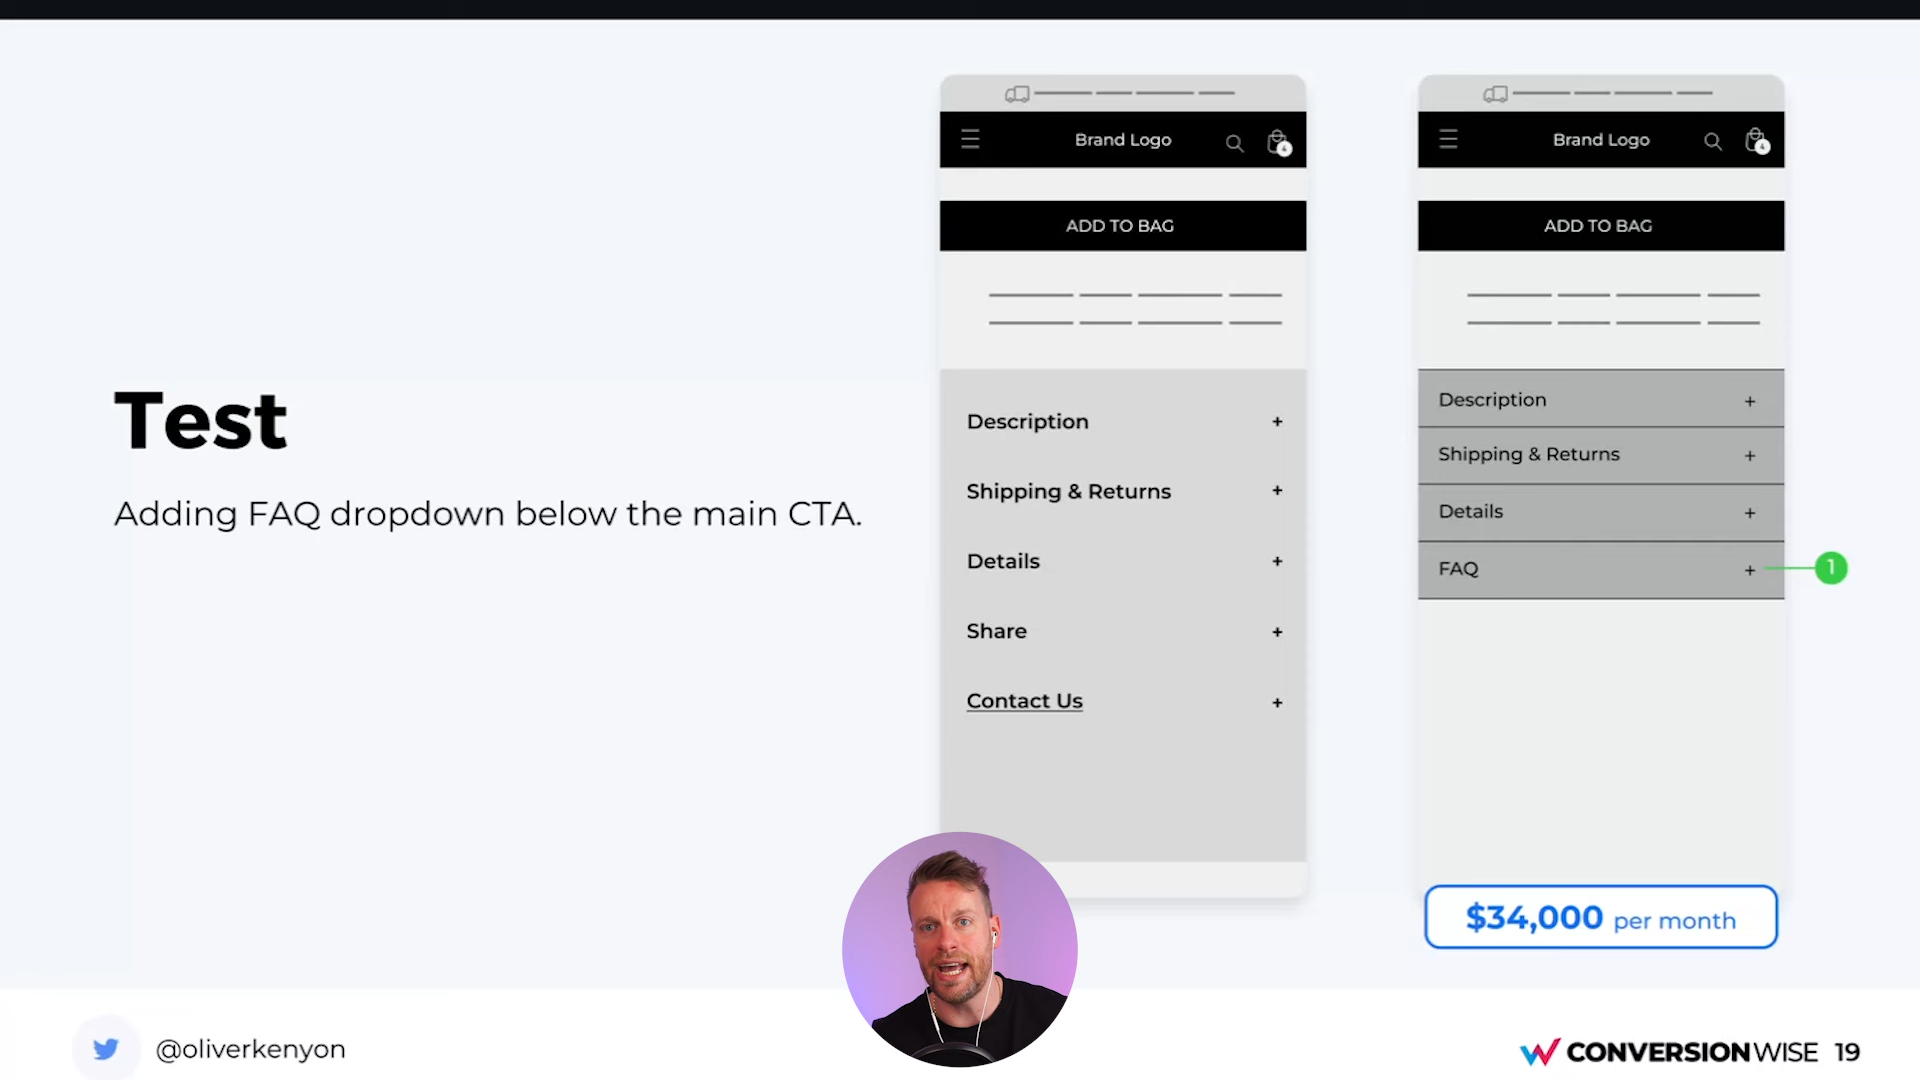 Test
Adding FAQ dropdown below the main CTA.
Brand Logo
4
ADD TO BAG
Description +
Shipping & Returns +
Details +
Share +
Contact Us +
Brand Logo
4
ADD TO BAG
Description +
Shipping & Returns +
Details +
FAQ +
1
$34,000 per month
@oliverkenyon
CONVERSIONWISE 19